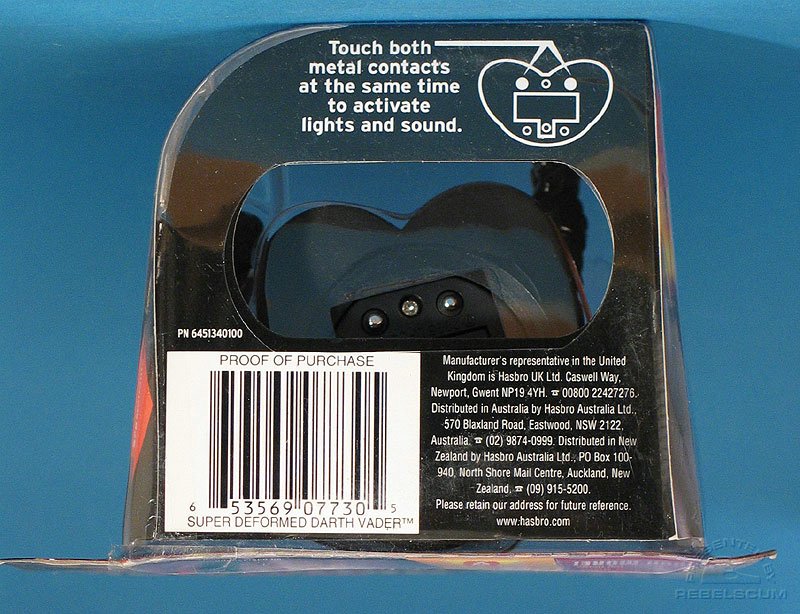 Touch both
metal contacts
at the same time
to activate
lights and sound.
PN 6451340100
PROOF OF PURCHASE
6 53569 07730 5
SUPER DEFORMED DARTH VADER™
Manufacturer's representative in the United
Kingdom is Hasbro UK Ltd. Caswell Way,
Newport, Gwent NP19 4YH. ☎ 00800 22427276.
Distributed in Australia by Hasbro Australia Ltd.,
570 Blaxland Road, Eastwood, NSW 2122,
Australia. ☎ (02) 9874-0999. Distributed in New
Zealand by Hasbro Australia Ltd., PO Box 100-
940, North Shore Mail Centre, Auckland, New
Zealand. ☎ (09) 915-5200.
Please retain our address for future reference.
www.hasbro.com
REBELSCUM